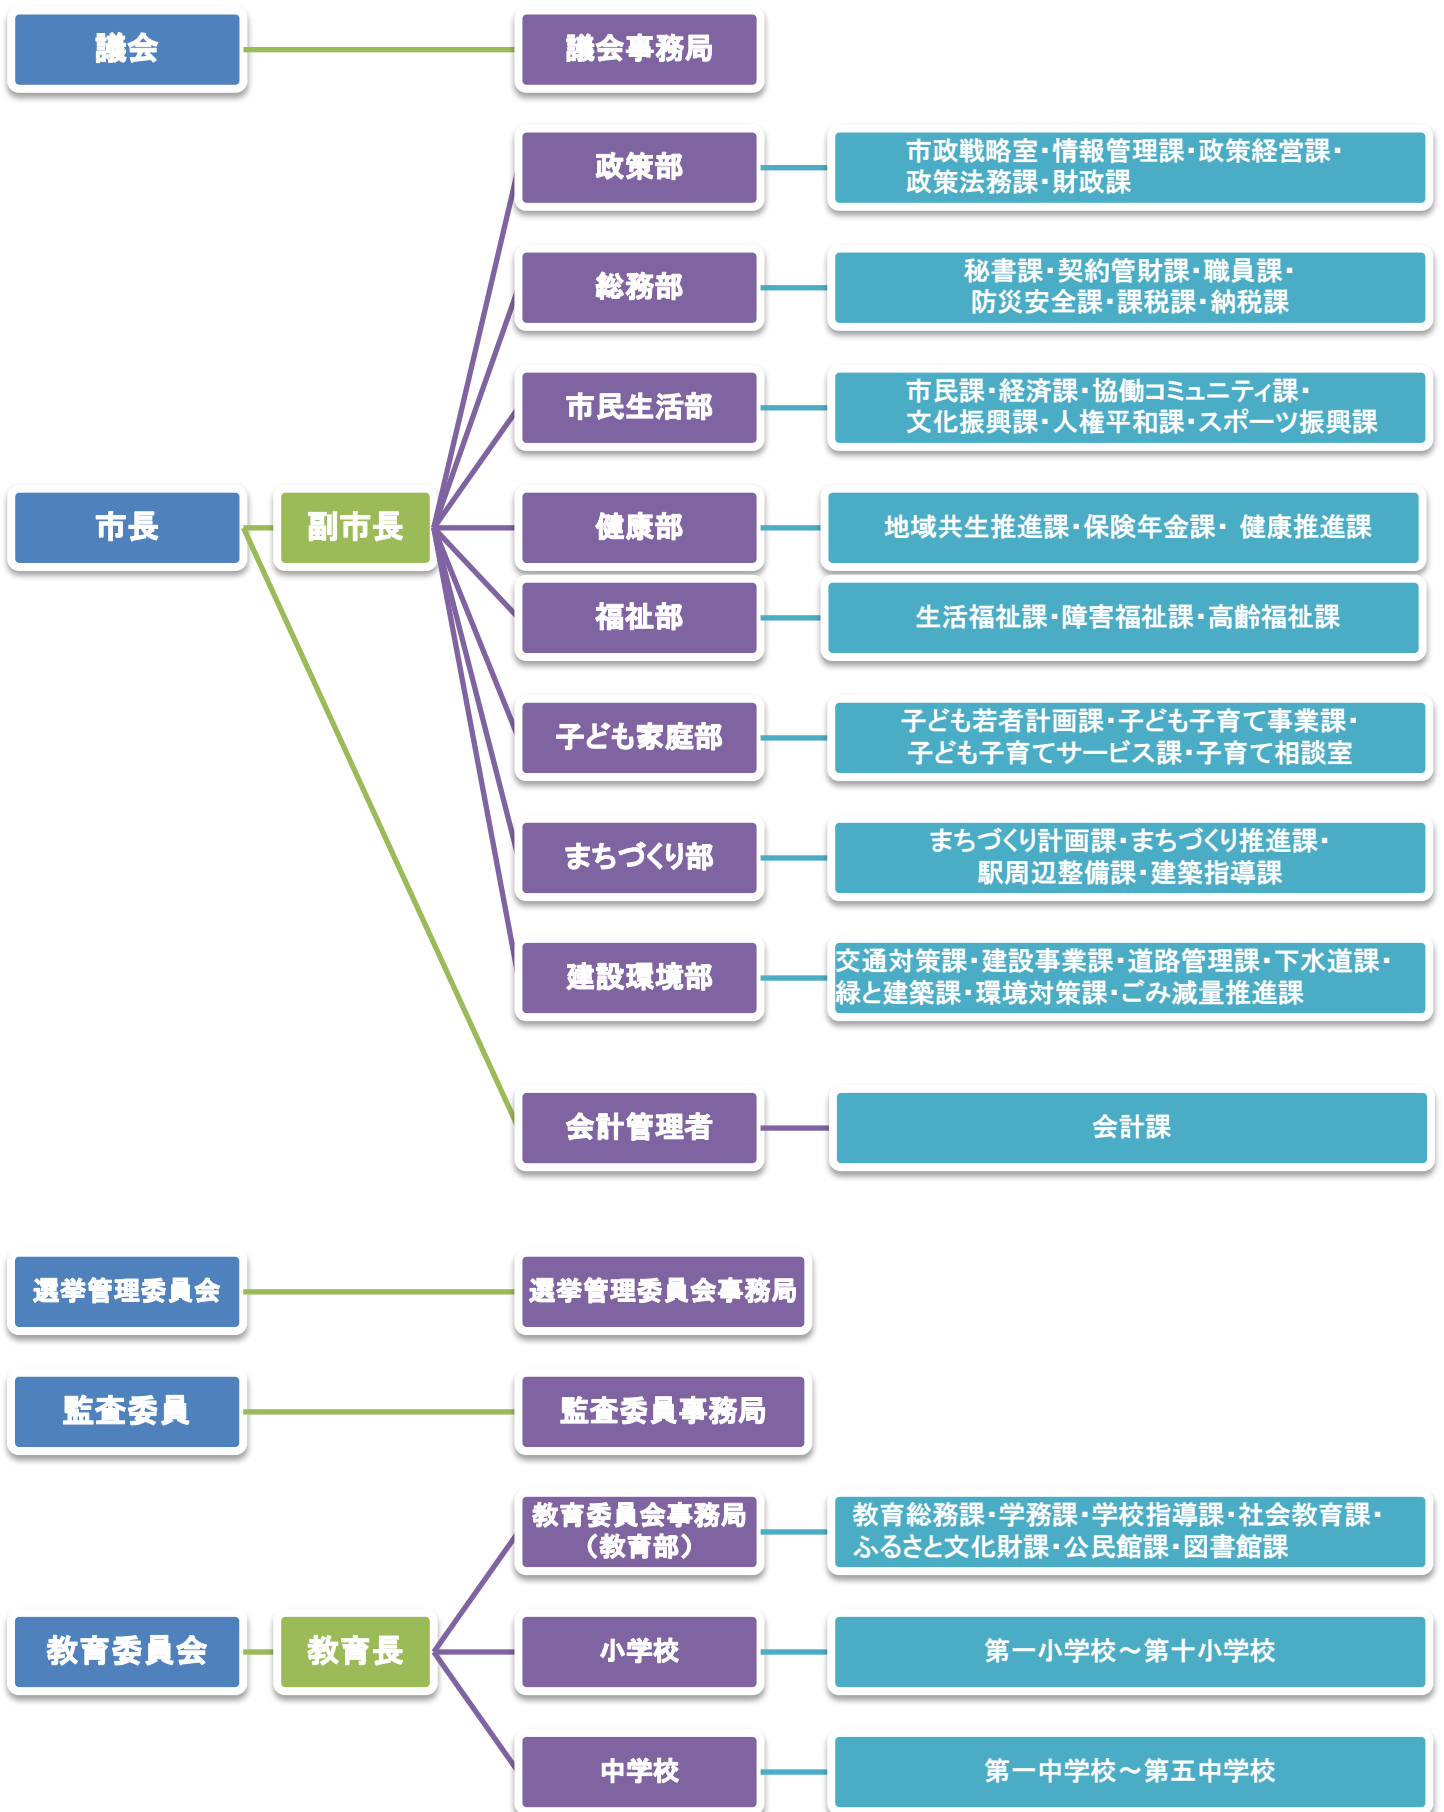 議会
議会事務局
政策部
市政戦略室・情報管理課・政策経営課・
政策法務課・財政課
総務部
秘書課・契約管財課・職員課・
防災安全課・課税課・納税課
市民生活部
市民課・経済課・協働コミュニティ課・
文化振興課・人権平和課・スポーツ振興課
市長
副市長
健康部
地域共生推進課・保険年金課・ 健康推進課
福祉部
生活福祉課・障害福祉課・高齢福祉課
子ども家庭部
子ども若者計画課・子ども子育て事業課・
子ども子育てサービス課・子育て相談室
まちづくり部
まちづくり計画課・まちづくり推進課・
駅周辺整備課・建築指導課
建設環境部
交通対策課・建設事業課・道路管理課・下水道課・
緑と建築課・環境対策課・ごみ減量推進課
会計管理者
会計課
選挙管理委員会
選挙管理委員会事務局
監査委員
監査委員事務局
教育委員会事務局
（教育部）
教育総務課・学務課・学校指導課・社会教育課・
ふるさと文化財課・公民館課・図書館課
教育委員会
教育長
小学校
第一小学校～第十小学校
中学校
第一中学校～第五中学校